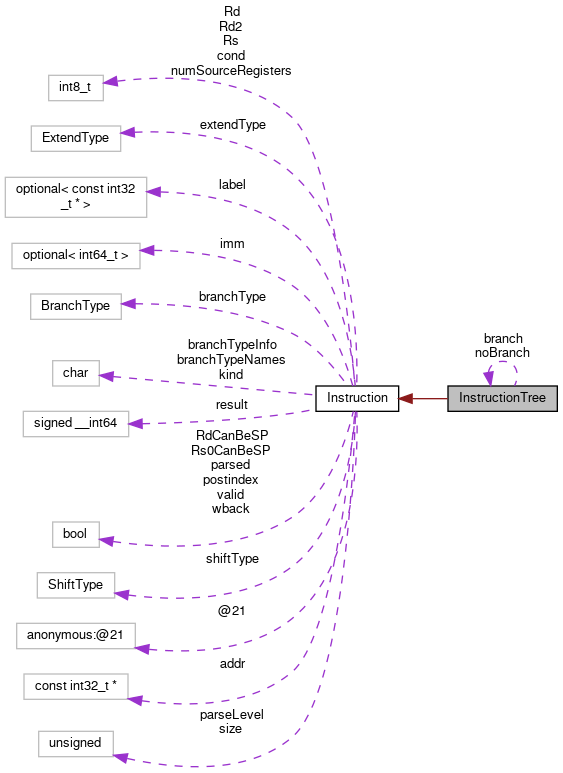 Rd
Rd2
Rs
cond
numSourceRegisters
int8_t
extendType
ExtendType
label
optional< const int32
_t * >
imm
optional< int64_t >
branchType
BranchType
branch
noBranch
branchTypeInfo
branchTypeNames
kind
char
Instruction
InstructionTree
result
signed __int64
RdCanBeSP
Rs0CanBeSP
parsed
postindex
valid
wback
bool
shiftType
ShiftType
@21
anonymous:@21
addr
const int32_t *
parseLevel
size
unsigned